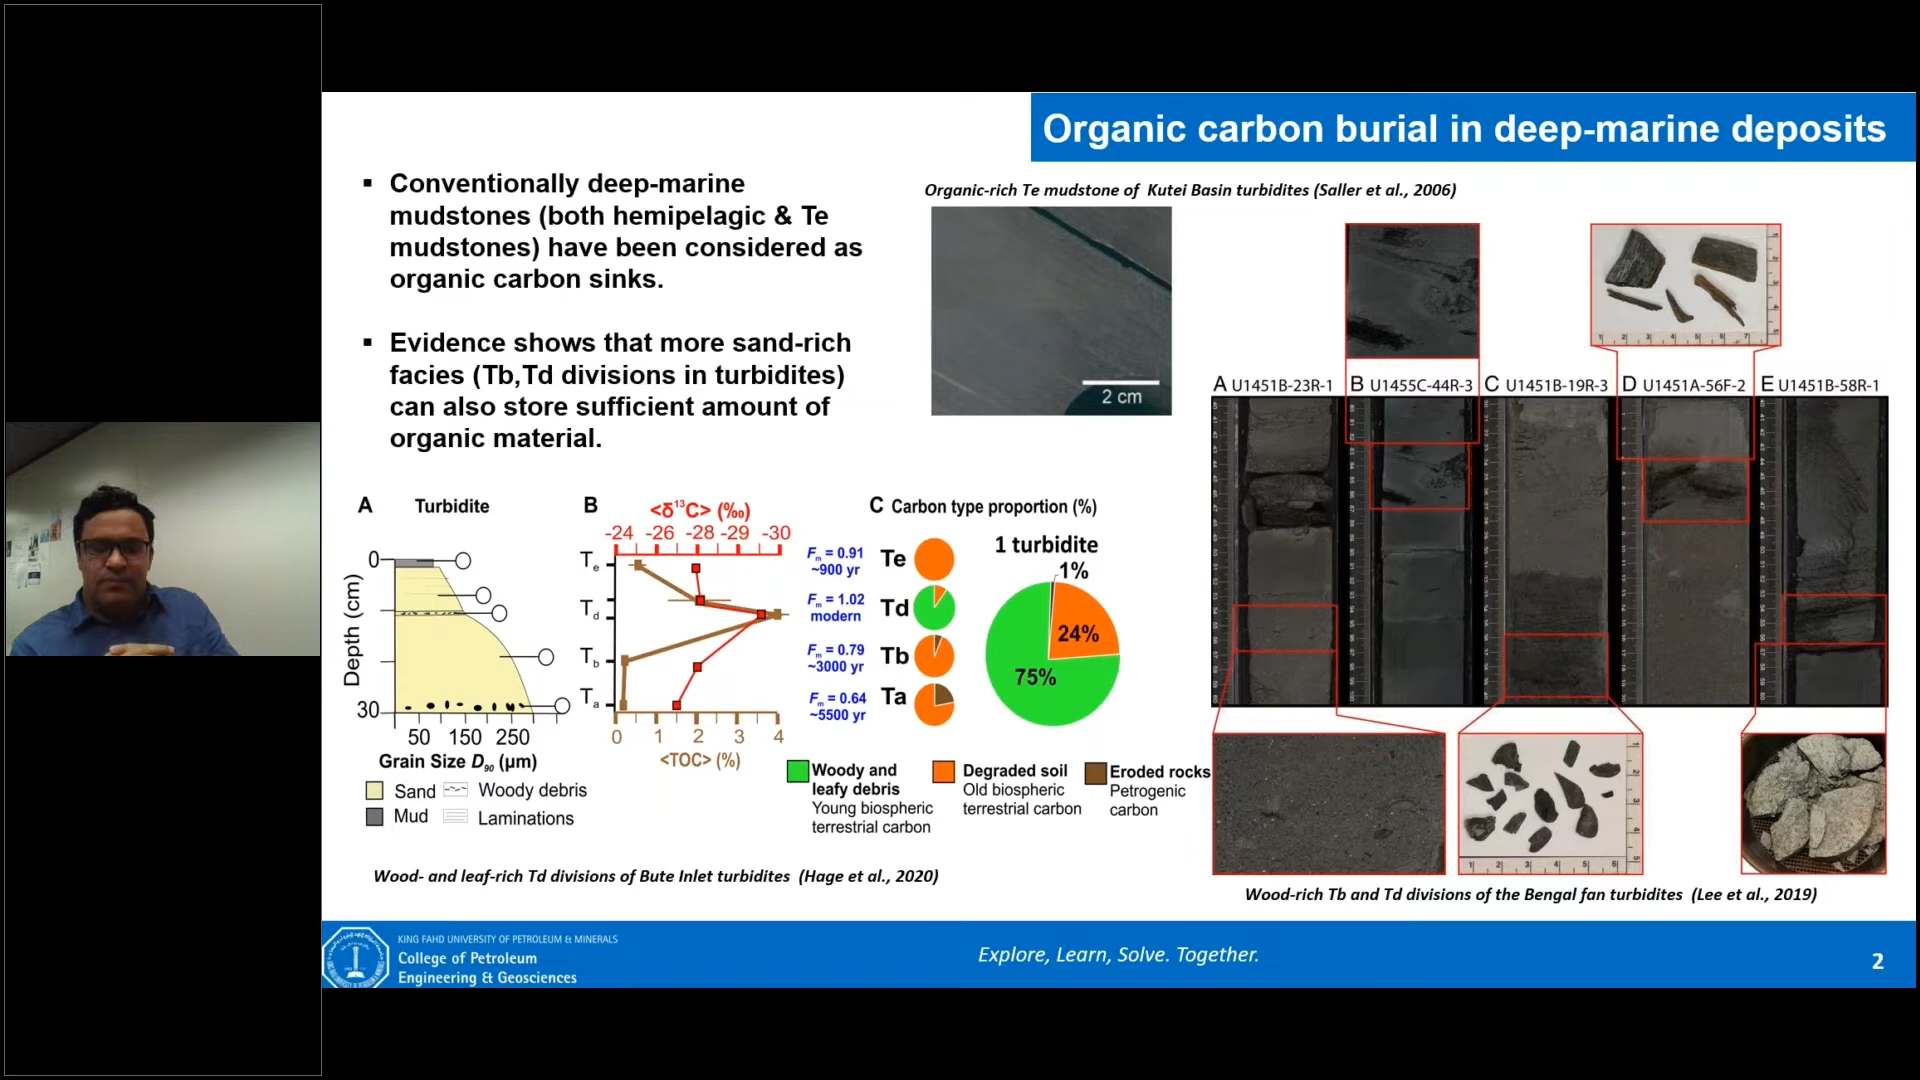 Organic carbon burial in deep-marine deposits
▪ Conventionally deep-marine
mudstones (both hemipelagic & Te
mudstones) have been considered as
organic carbon sinks.
▪ Evidence shows that more sand-rich
facies (Tb,Td divisions in turbidites)
can also store sufficient amount of
organic material.
Organic-rich Te mudstone of Kutei Basin turbidites (Saller et al., 2006)
2 cm
A U1451B-23R-1
B U1455C-44R-3
C U1451B-19R-3
D U1451A-56F-2
E U1451B-58R-1
A Turbidite
0
Depth (cm)
30
50 150 250
Grain Size D90 (µm)
Sand
Woody debris
Mud
Laminations
B
<δ13C> (‰)
-24 -26 -28 -29 -30
Te
Td
Tb
Ta
0 1 2 3 4
<TOC> (%)
Fm = 0.91
~900 yr
Fm = 1.02
modern
Fm = 0.79
~3000 yr
Fm = 0.64
~5500 yr
C Carbon type proportion (%)
Te
Td
Tb
Ta
1 turbidite
1%
24%
75%
Woody and
leafy debris
Young biospheric
terrestrial carbon
Degraded soil
Old biospheric
terrestrial carbon
Eroded rocks
Petrogenic
carbon
Wood- and leaf-rich Td divisions of Bute Inlet turbidites (Hage et al., 2020)
Wood-rich Tb and Td divisions of the Bengal fan turbidites (Lee et al., 2019)
KING FAHD UNIVERSITY OF PETROLEUM & MINERALS
College of Petroleum
Engineering & Geosciences
Explore, Learn, Solve. Together.
2